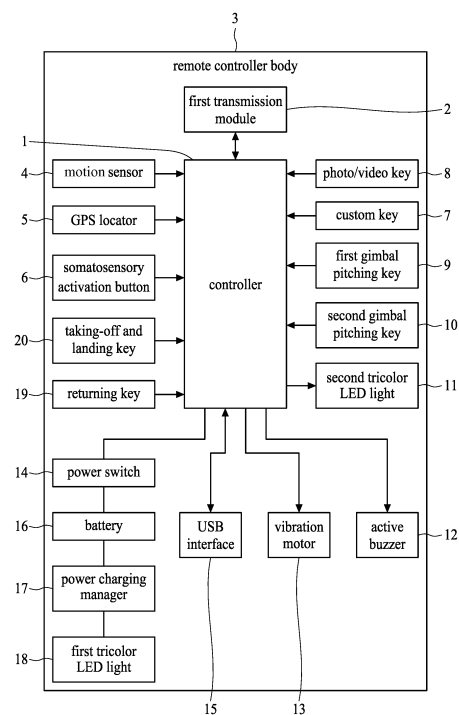 3
remote controller body
first transmission
module
2
1
4
motion sensor
photo/video key
8
5
GPS locator
custom key
7
6
somatosensory
activation button
controller
first gimbal
pitching key
9
20
taking-off and
landing key
second gimbal
pitching key
10
19
returning key
second tricolor
LED light
11
14
power switch
16
battery
USB
interface
vibration
motor
active
buzzer
12
17
power charging
manager
18
first tricolor
LED light
15
13